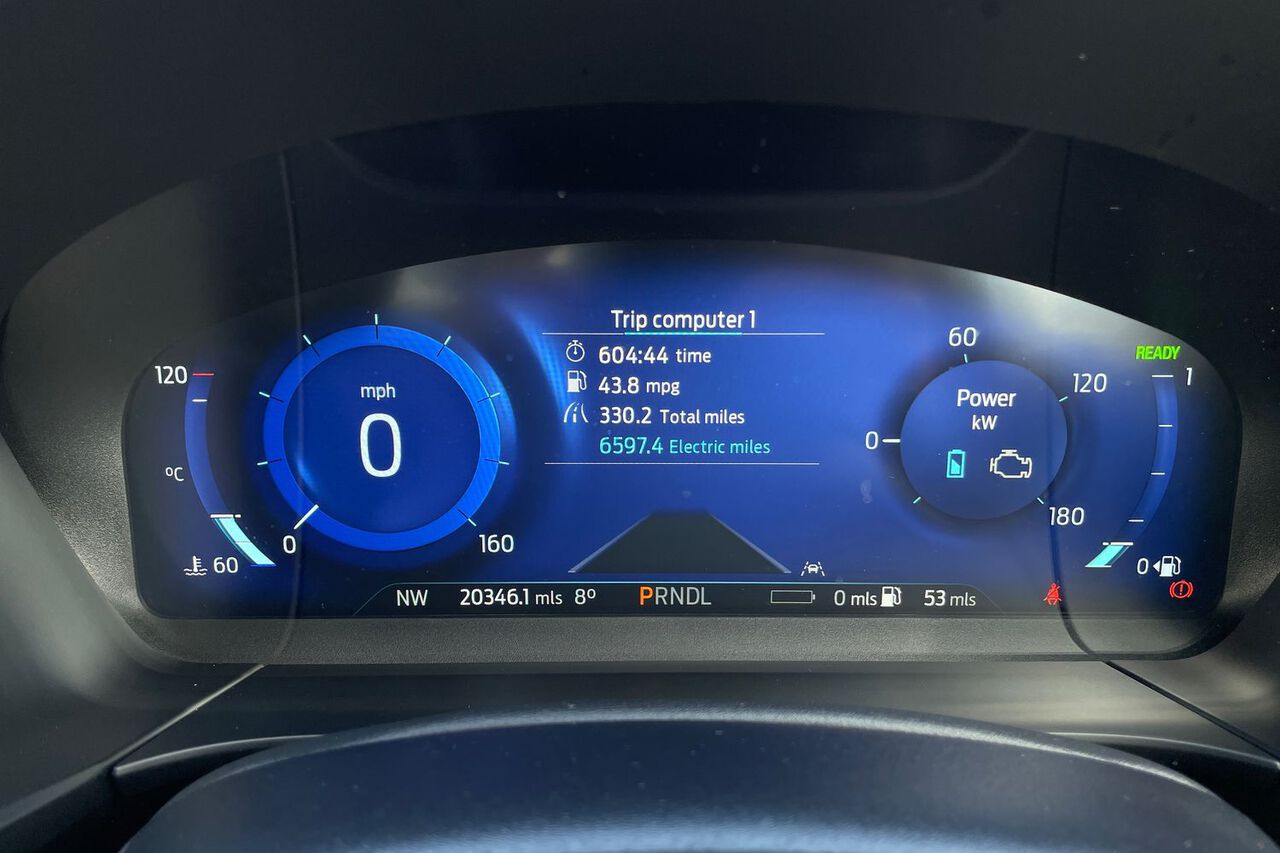 Trip computer 1
604:44 time
43.8 mpg
330.2 Total miles
6597.4 Electric miles
120
ºC
60
mph
0
0
160
60
120
0
180
Power
kW
READY
1
0
NW 20346.1 mls 8º PRNDL 0 mls 53 mls